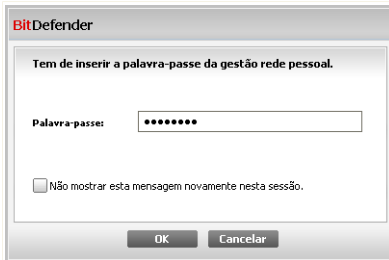 BitDefender
Tem de inserir a palavra-passe da gestão rede pessoal.
Palavra-passe: ●●●●●●●●
Não mostrar esta mensagem novamente nesta sessão.
OK Cancelar